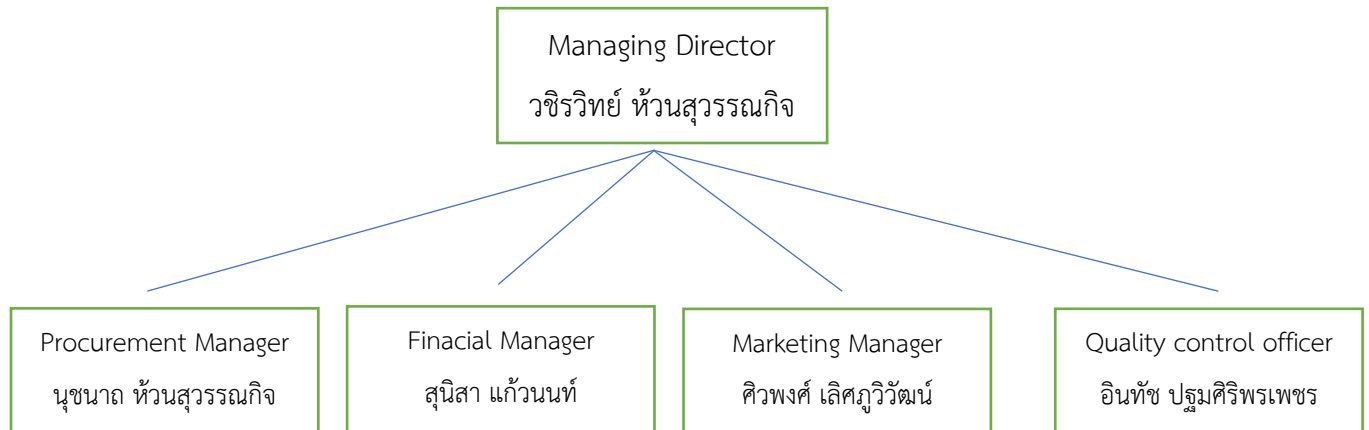 Managing Director
วชิรวิทย์ ห้วนสุวรรณกิจ
Procurement Manager
นุชนาถ ห้วนสุวรรณกิจ
Finacial Manager
สุนิสา แก้วนนท์
Marketing Manager
ศิวพงศ์ เลิศภูวิวัฒน์
Quality control officer
อินทัช ปฐมศิริพรเพชร